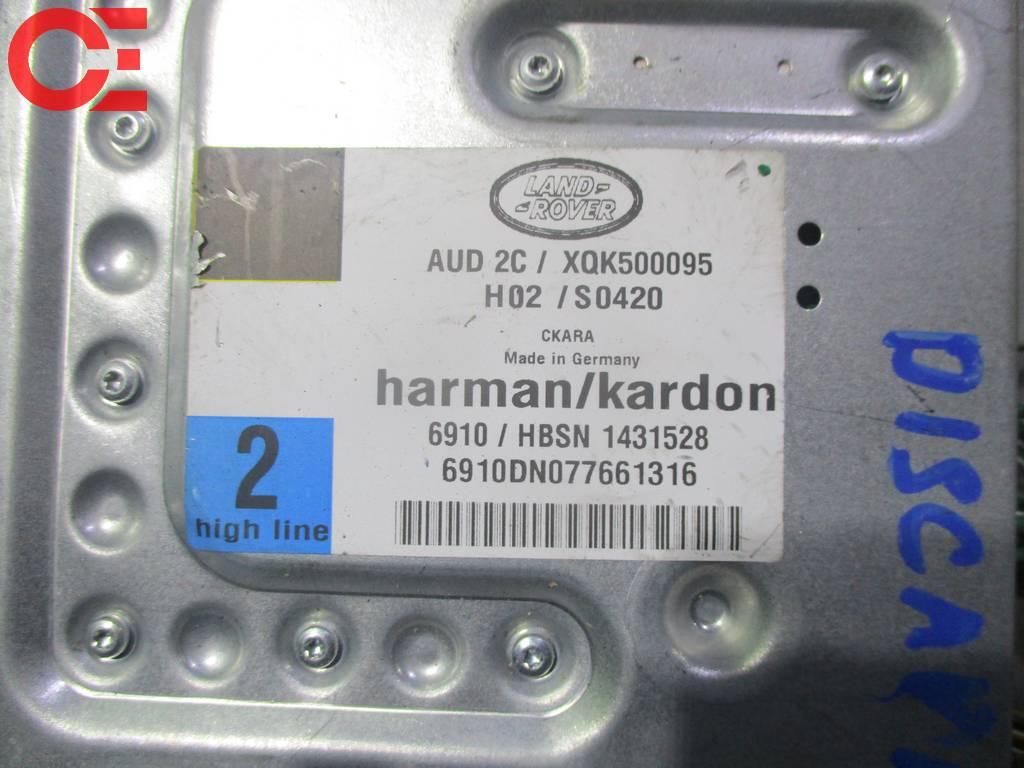 LAND-
ROVER
AUD 2C / XQK500095
H02 /S0420
CKARA
Made in Germany
harman/kardon
6910 / HBSN 1431528
6910DN077661316
2
high line